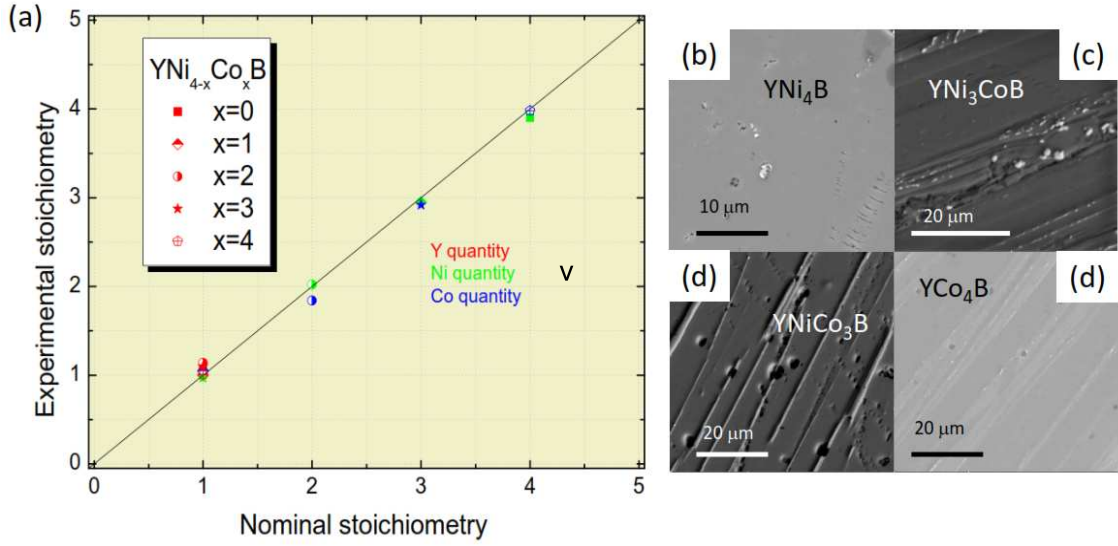 (a)
5
4
3
2
1
0
Experimental stoichiometry
YNi4-xCoxB
x=0
x=1
x=2
x=3
x=4
Y quantity
Ni quantity
Co quantity
v
0 1 2 3 4 5
Nominal stoichiometry
(b)
YNi4B
10 μm
(c)
YNi3CoB
20 μm
(d)
YNiCo3B
20 μm
(d)
YCo4B
20 μm